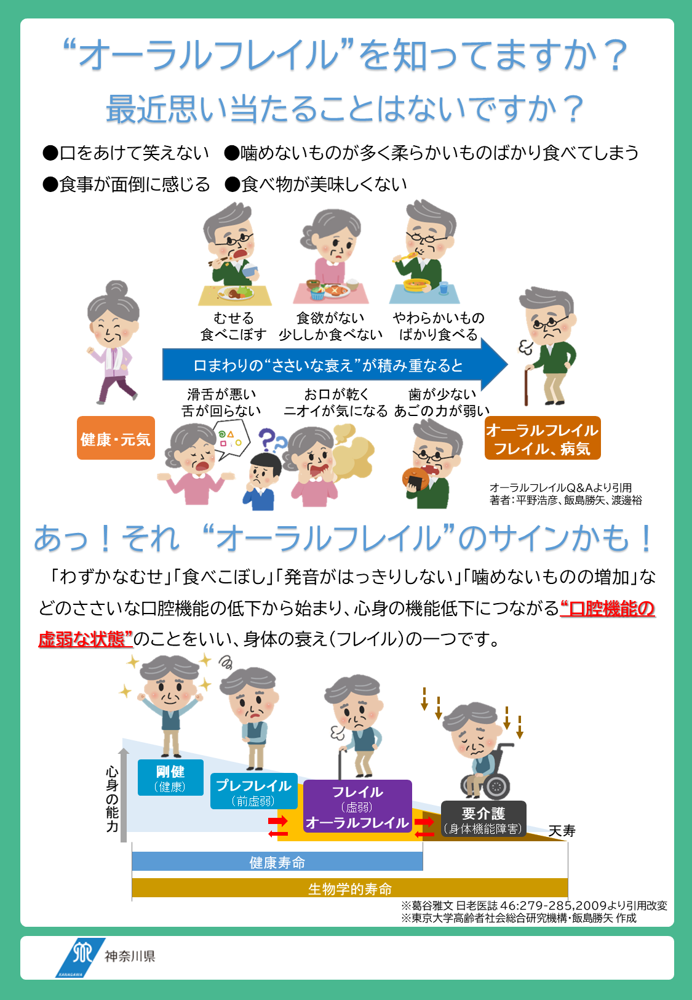 “オーラルフレイル”を知ってますか？
最近思い当たることはないですか？
●口をあけて笑えない ●噛めないものが多く柔らかいものばかり食べてしまう
●食事が面倒に感じる ●食べ物が美味しくない
むせる
食べこぼす
食欲がない
少ししか食べない
やわらかいもの
ばかり食べる
口まわりの“ささいな衰え”が積み重なると
滑舌が悪い
舌が回らない
お口が乾く
ニオイが気になる
歯が少ない
あごの力が弱い
健康・元気
オーラルフレイル
フレイル、病気
??
オーラルフレイルQ&Aより引用
著者：平野浩彦、飯島勝矢、渡邊裕
あっ！それ “オーラルフレイル”のサインかも！
「わずかなむせ」「食べこぼし」「発音がはっきりしない」「噛めないものの増加」な
どのささいな口腔機能の低下から始まり、心身の機能低下につながる“口腔機能の
虚弱な状態”のことをいい、身体の衰え（フレイル）の一つです。
心身の能力
剛健
（健康）
プレフレイル
（前虚弱）
フレイル
（虚弱）
オーラルフレイル
要介護
（身体機能障害）
天寿
健康寿命
生物学的寿命
※葛谷雅文 日老医誌 46:279-285,2009より引用改変
※東京大学高齢者社会総合研究機構・飯島勝矢 作成
KANAGAWA
神奈川県